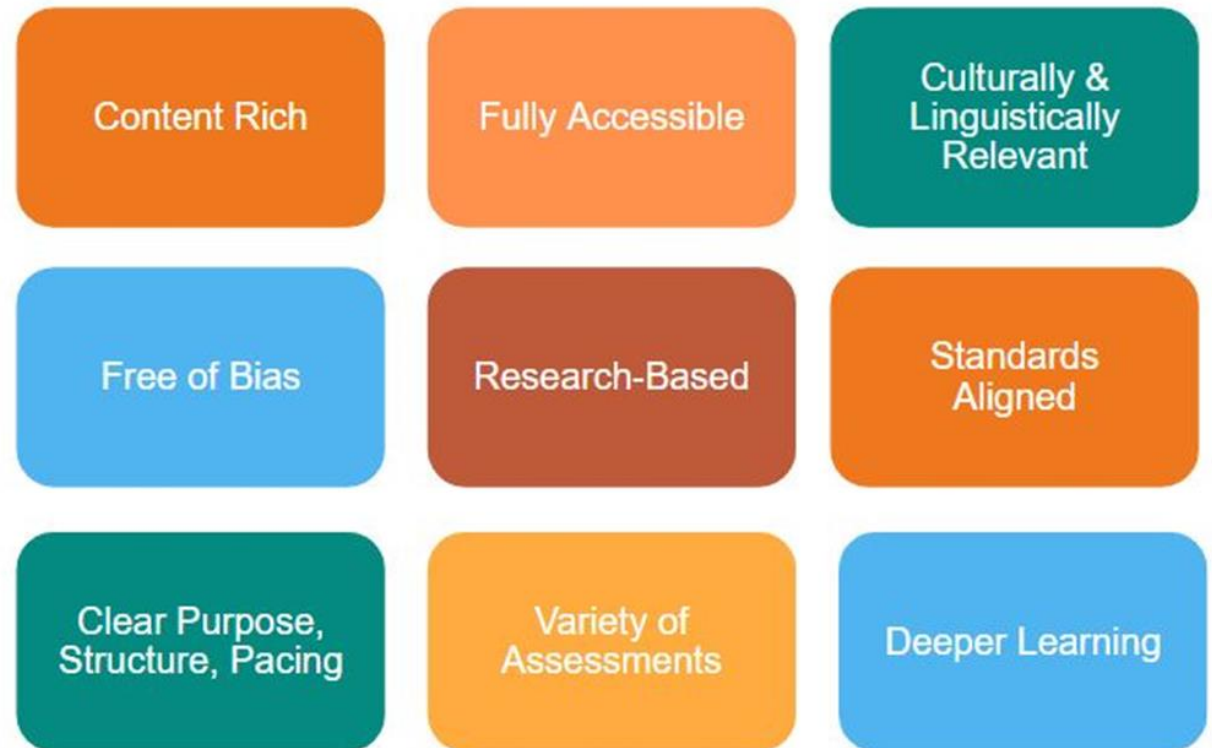 Content Rich
Fully Accessible
Culturally &
Linguistically
Relevant
Free of Bias
Research-Based
Standards
Aligned
Clear Purpose,
Structure, Pacing
Variety of
Assessments
Deeper Learning